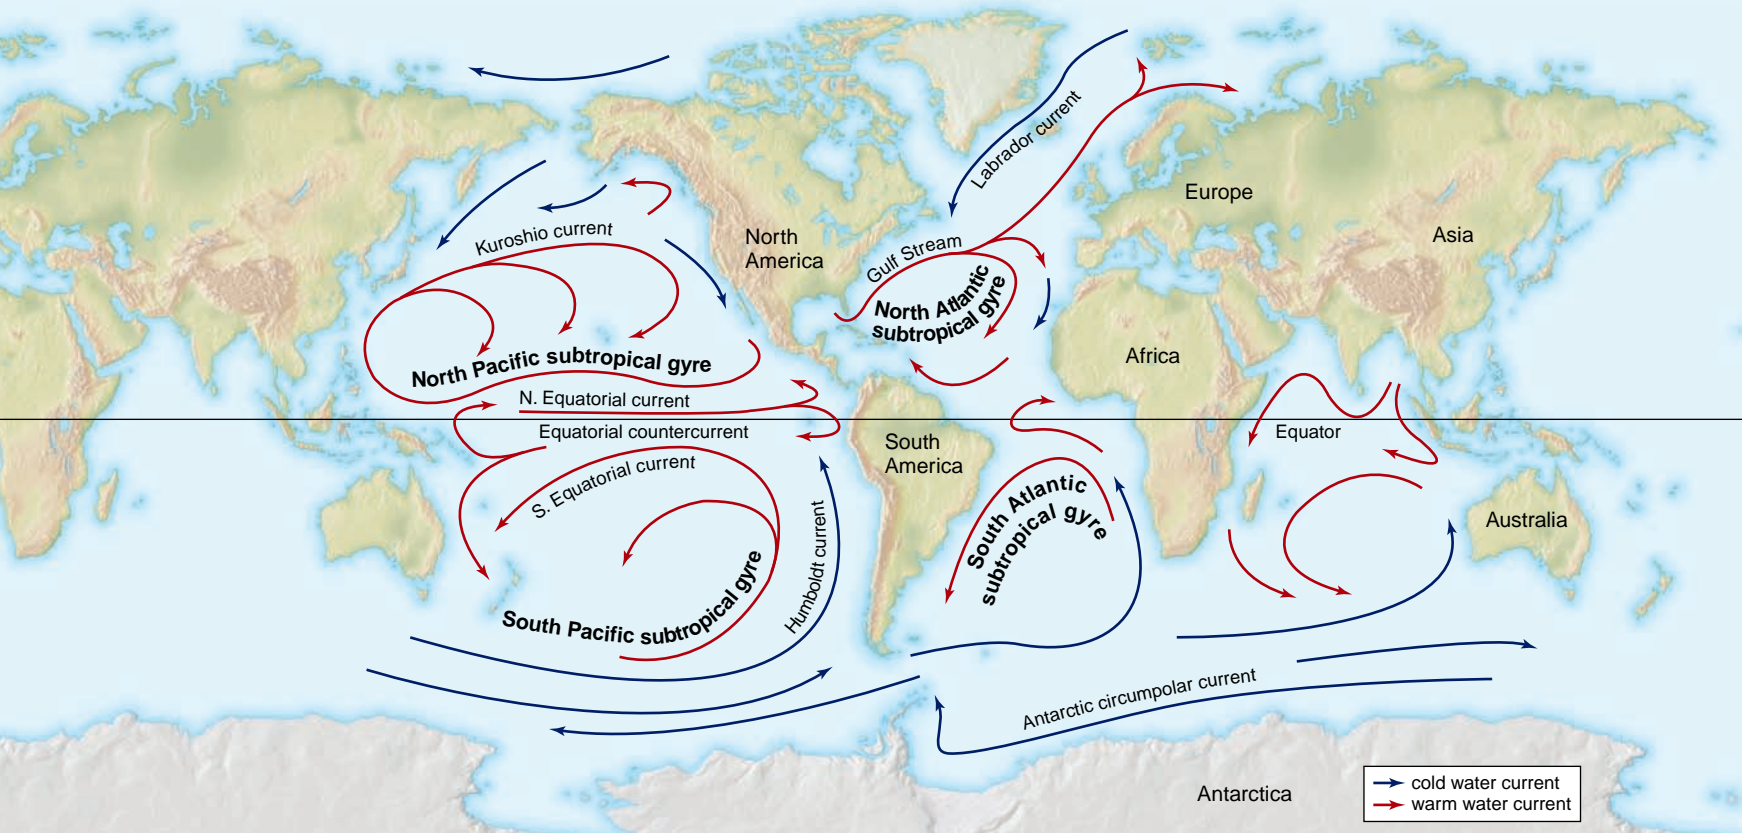 Labrador current
Europe
Asia
North
America
Kuroshio current
Gulf Stream
North Atlantic
subtropical gyre
North Pacific subtropical gyre
Africa
N. Equatorial current
Equatorial countercurrent
Equator
South
America
S. Equatorial current
Humboldt current
South Atlantic
subtropical gyre
Australia
South Pacific subtropical gyre
Antarctic circumpolar current
Antarctica
cold water current
warm water current